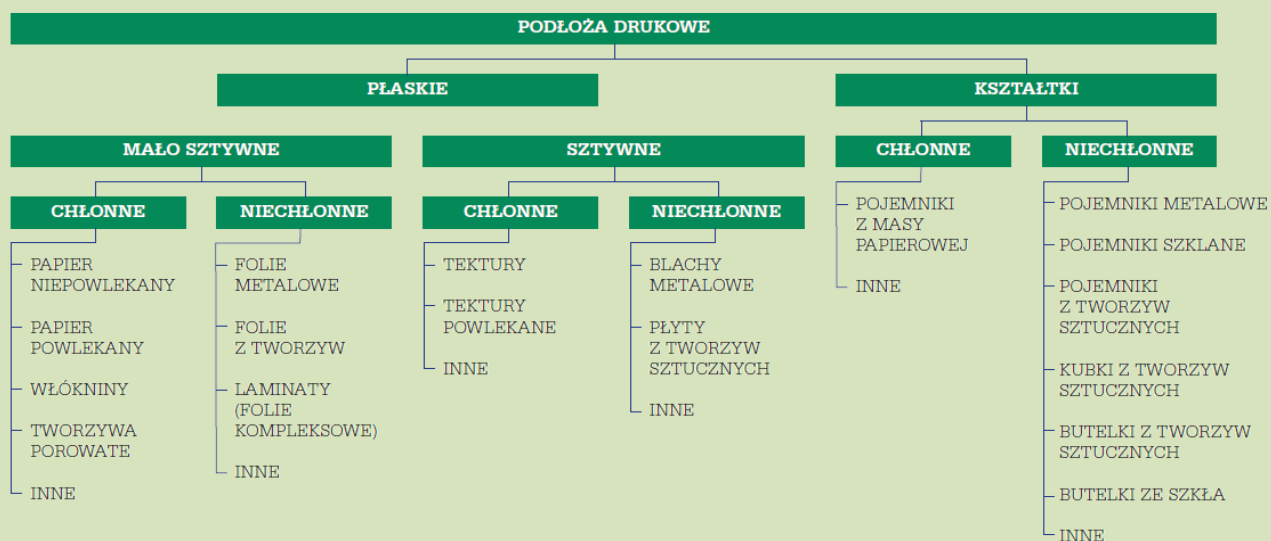 PODŁOŻA DRUKOWE
PŁASKIE
KSZTAŁTKI
MAŁO SZTYWNE
SZTYWNE
CHŁONNE
NIECHŁONNE
CHŁONNE
NIECHŁONNE
CHŁONNE
NIECHŁONNE
PAPIER
NIEPOWLEKANY
PAPIER
POWLEKANY
WŁÓKNINY
TWORZYWA
POROWATE
INNE
FOLIE
METALOWE
FOLIE
Z TWORZYW
LAMINATY
(FOLIE
KOMPLEKSOWE)
INNE
TEKTURY
TEKTURY
POWLEKANE
INNE
BLACHY
METALOWE
PŁYTY
Z TWORZYW
SZTUCZNYCH
INNE
POJEMNIKI
Z MASY
PAPIEROWEJ
INNE
POJEMNIKI METALOWE
POJEMNIKI SZKLANE
POJEMNIKI
Z TWORZYW
SZTUCZNYCH
KUBKI Z TWORZYW
SZTUCZNYCH
BUTELKI Z TWORZYW
SZTUCZNYCH
BUTELKI ZE SZKŁA
INNE